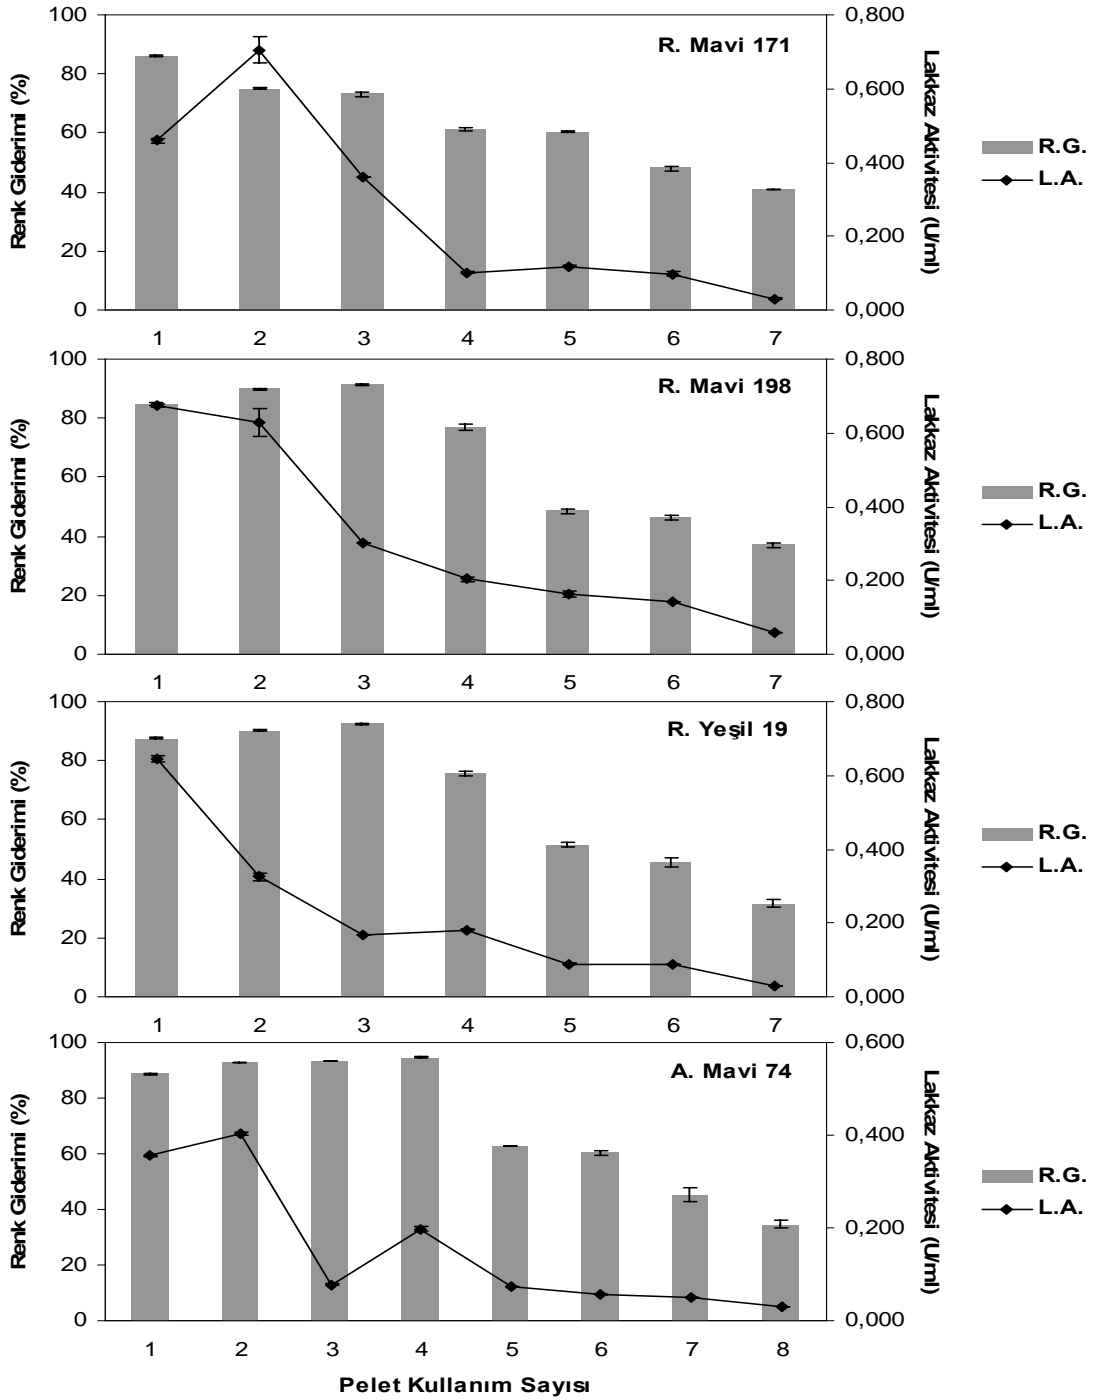 Renk Giderimi (%)
100
80
60
40
20
0
R. Mavi 171
0,800
0,600
0,400
0,200
0,000
Lakkaz Aktivitesi (U/ml)
R.G.
L.A.
1 2 3 4 5 6 7
Renk Giderimi (%)
100
80
60
40
20
0
R. Mavi 198
0,800
0,600
0,400
0,200
0,000
Lakkaz Aktivitesi (U/ml)
R.G.
L.A.
1 2 3 4 5 6 7
Renk Giderimi (%)
100
80
60
40
20
0
R. Yeşil 19
0,800
0,600
0,400
0,200
0,000
Lakkaz Aktivitesi (U/ml)
R.G.
L.A.
1 2 3 4 5 6 7
Renk Giderimi (%)
100
80
60
40
20
0
A. Mavi 74
0,600
0,400
0,200
0,000
Lakkaz Aktivitesi (U/ml)
R.G.
L.A.
1 2 3 4 5 6 7 8
Pelet Kullanım Sayısı